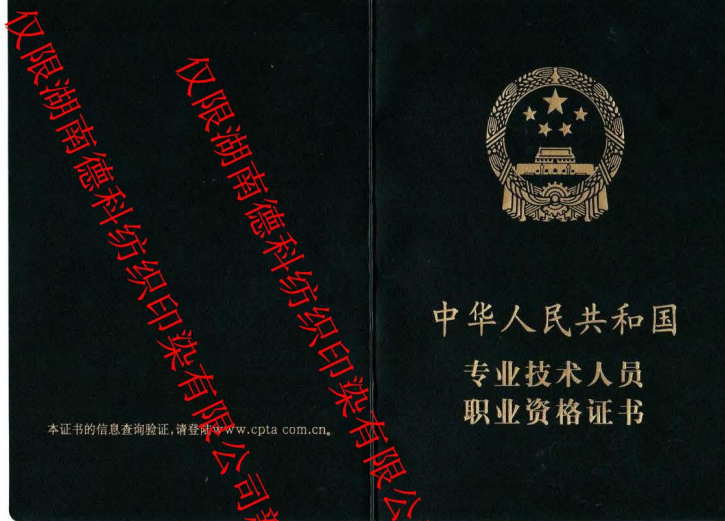 仅限湖南德科纺织印染有限公司
仅限湖南德科纺织印染有限公
本证书的信息查询验证,请登陆www.cpta com.cn。
中华人民共和国
专业技术人员
职业资格证书